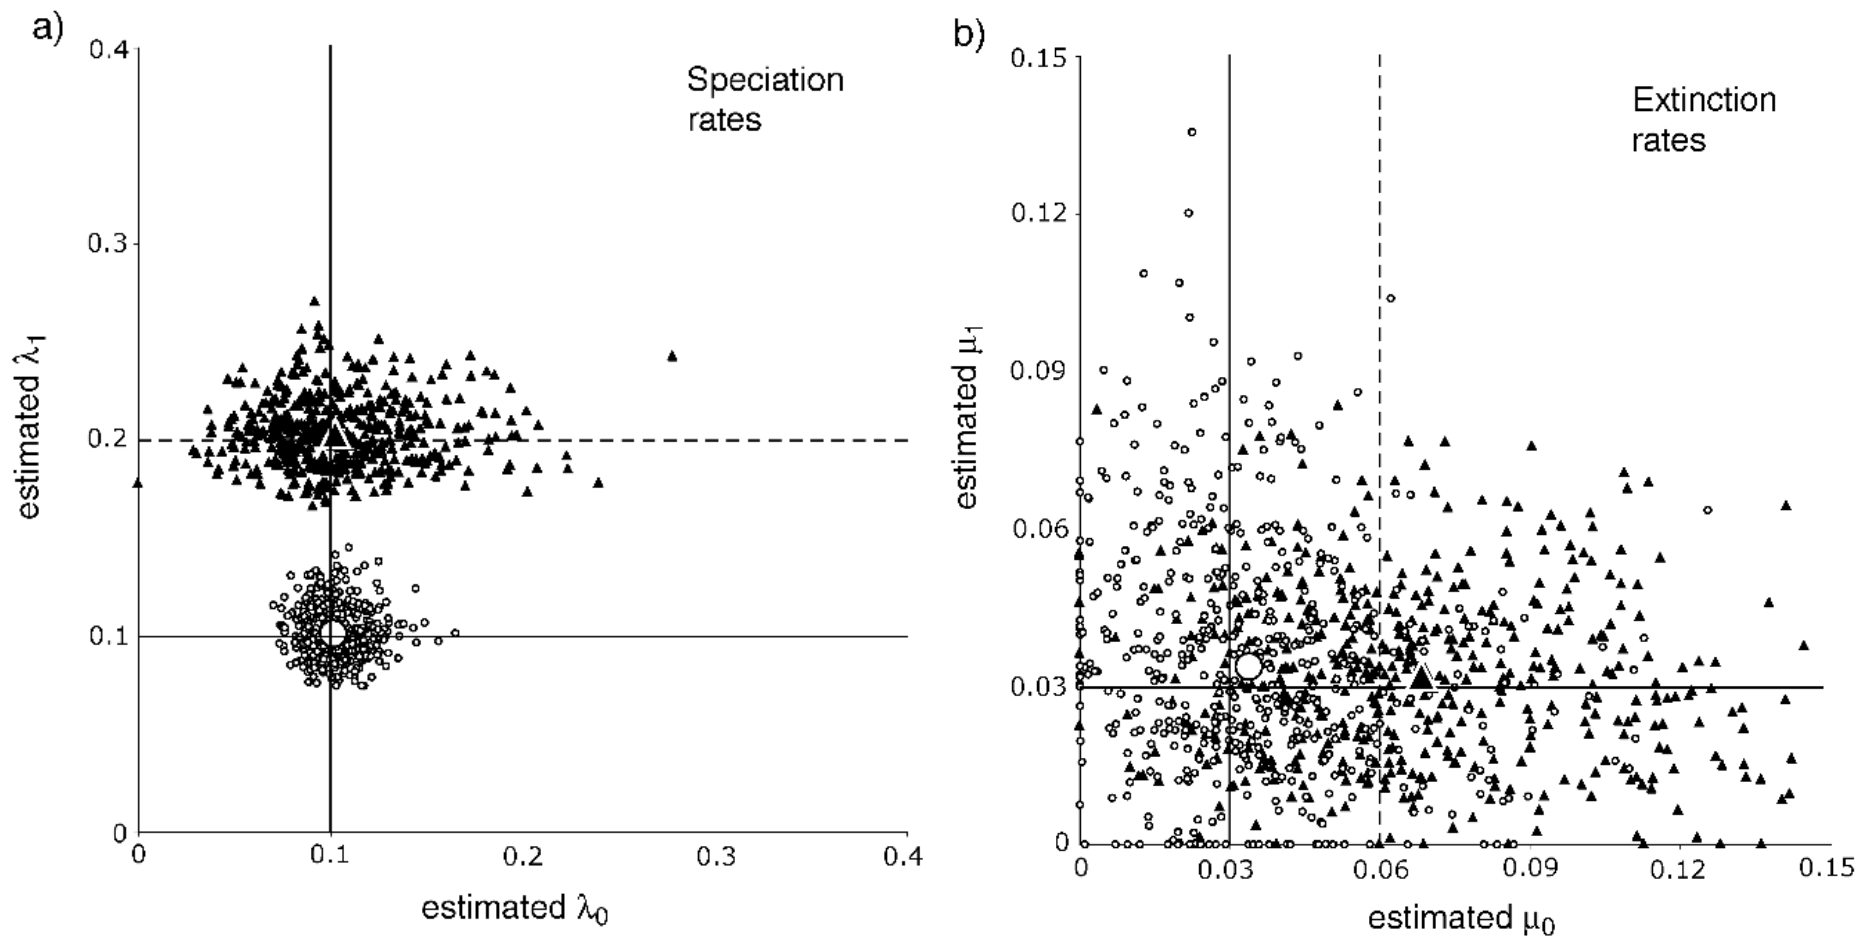 a)
0.4
Speciation
rates
0.3
estimated λ1
0.2
0.1
0
0 0.1 0.2 0.3 0.4
estimated λ0
b)
0.15
Extinction
rates
0.12
estimated μ1
0.09
0.06
0.03
0
0 0.03 0.06 0.09 0.12 0.15
estimated μ0